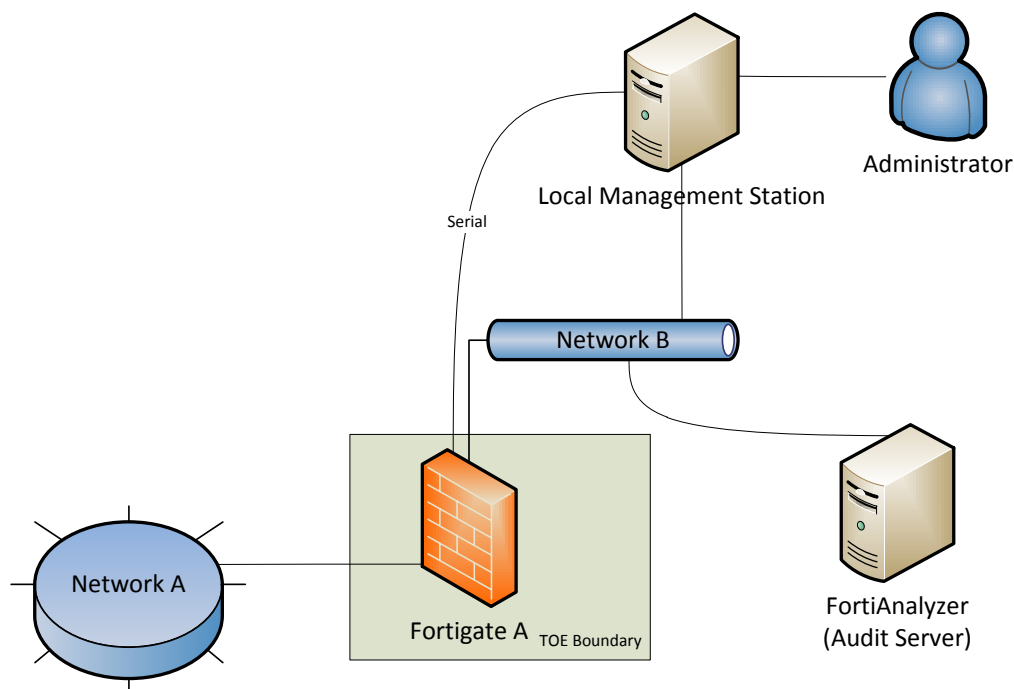 Administrator
Local Management Station
Serial
Network B
Network A
Fortigate A
TOE Boundary
FortiAnalyzer
(Audit Server)